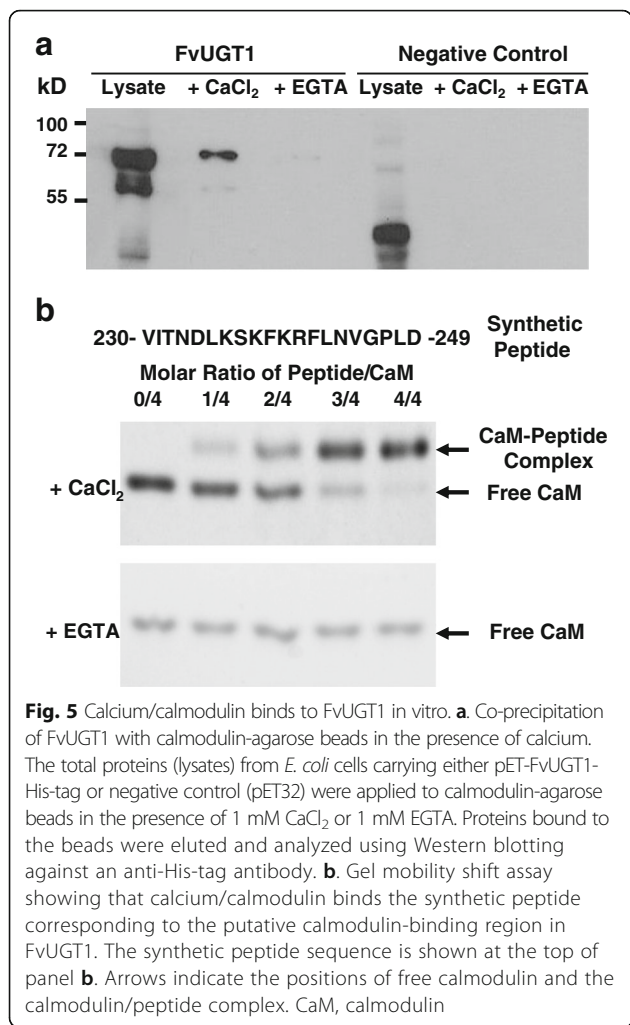 a
FvUGT1 Negative Control
kD Lysate + CaCl₂ + EGTA Lysate + CaCl₂ + EGTA
100
72
55
b
230- VITNDLKSKFKRFLNVGPLD -249 Synthetic Peptide
Molar Ratio of Peptide/CaM
0/4 1/4 2/4 3/4 4/4
CaM-Peptide Complex
+ CaCl₂ Free CaM
+ EGTA Free CaM
Fig. 5 Calcium/calmodulin binds to FvUGT1 in vitro. a. Co-precipitation
of FvUGT1 with calmodulin-agarose beads in the presence of calcium.
The total proteins (lysates) from E. coli cells carrying either pET-FvUGT1-
His-tag or negative control (pET32) were applied to calmodulin-agarose
beads in the presence of 1 mM CaCl₂ or 1 mM EGTA. Proteins bound to
the beads were eluted and analyzed using Western blotting
against an anti-His-tag antibody. b. Gel mobility shift assay
showing that calcium/calmodulin binds the synthetic peptide
corresponding to the putative calmodulin-binding region in
FvUGT1. The synthetic peptide sequence is shown at the top of
panel b. Arrows indicate the positions of free calmodulin and the
calmodulin/peptide complex. CaM, calmodulin